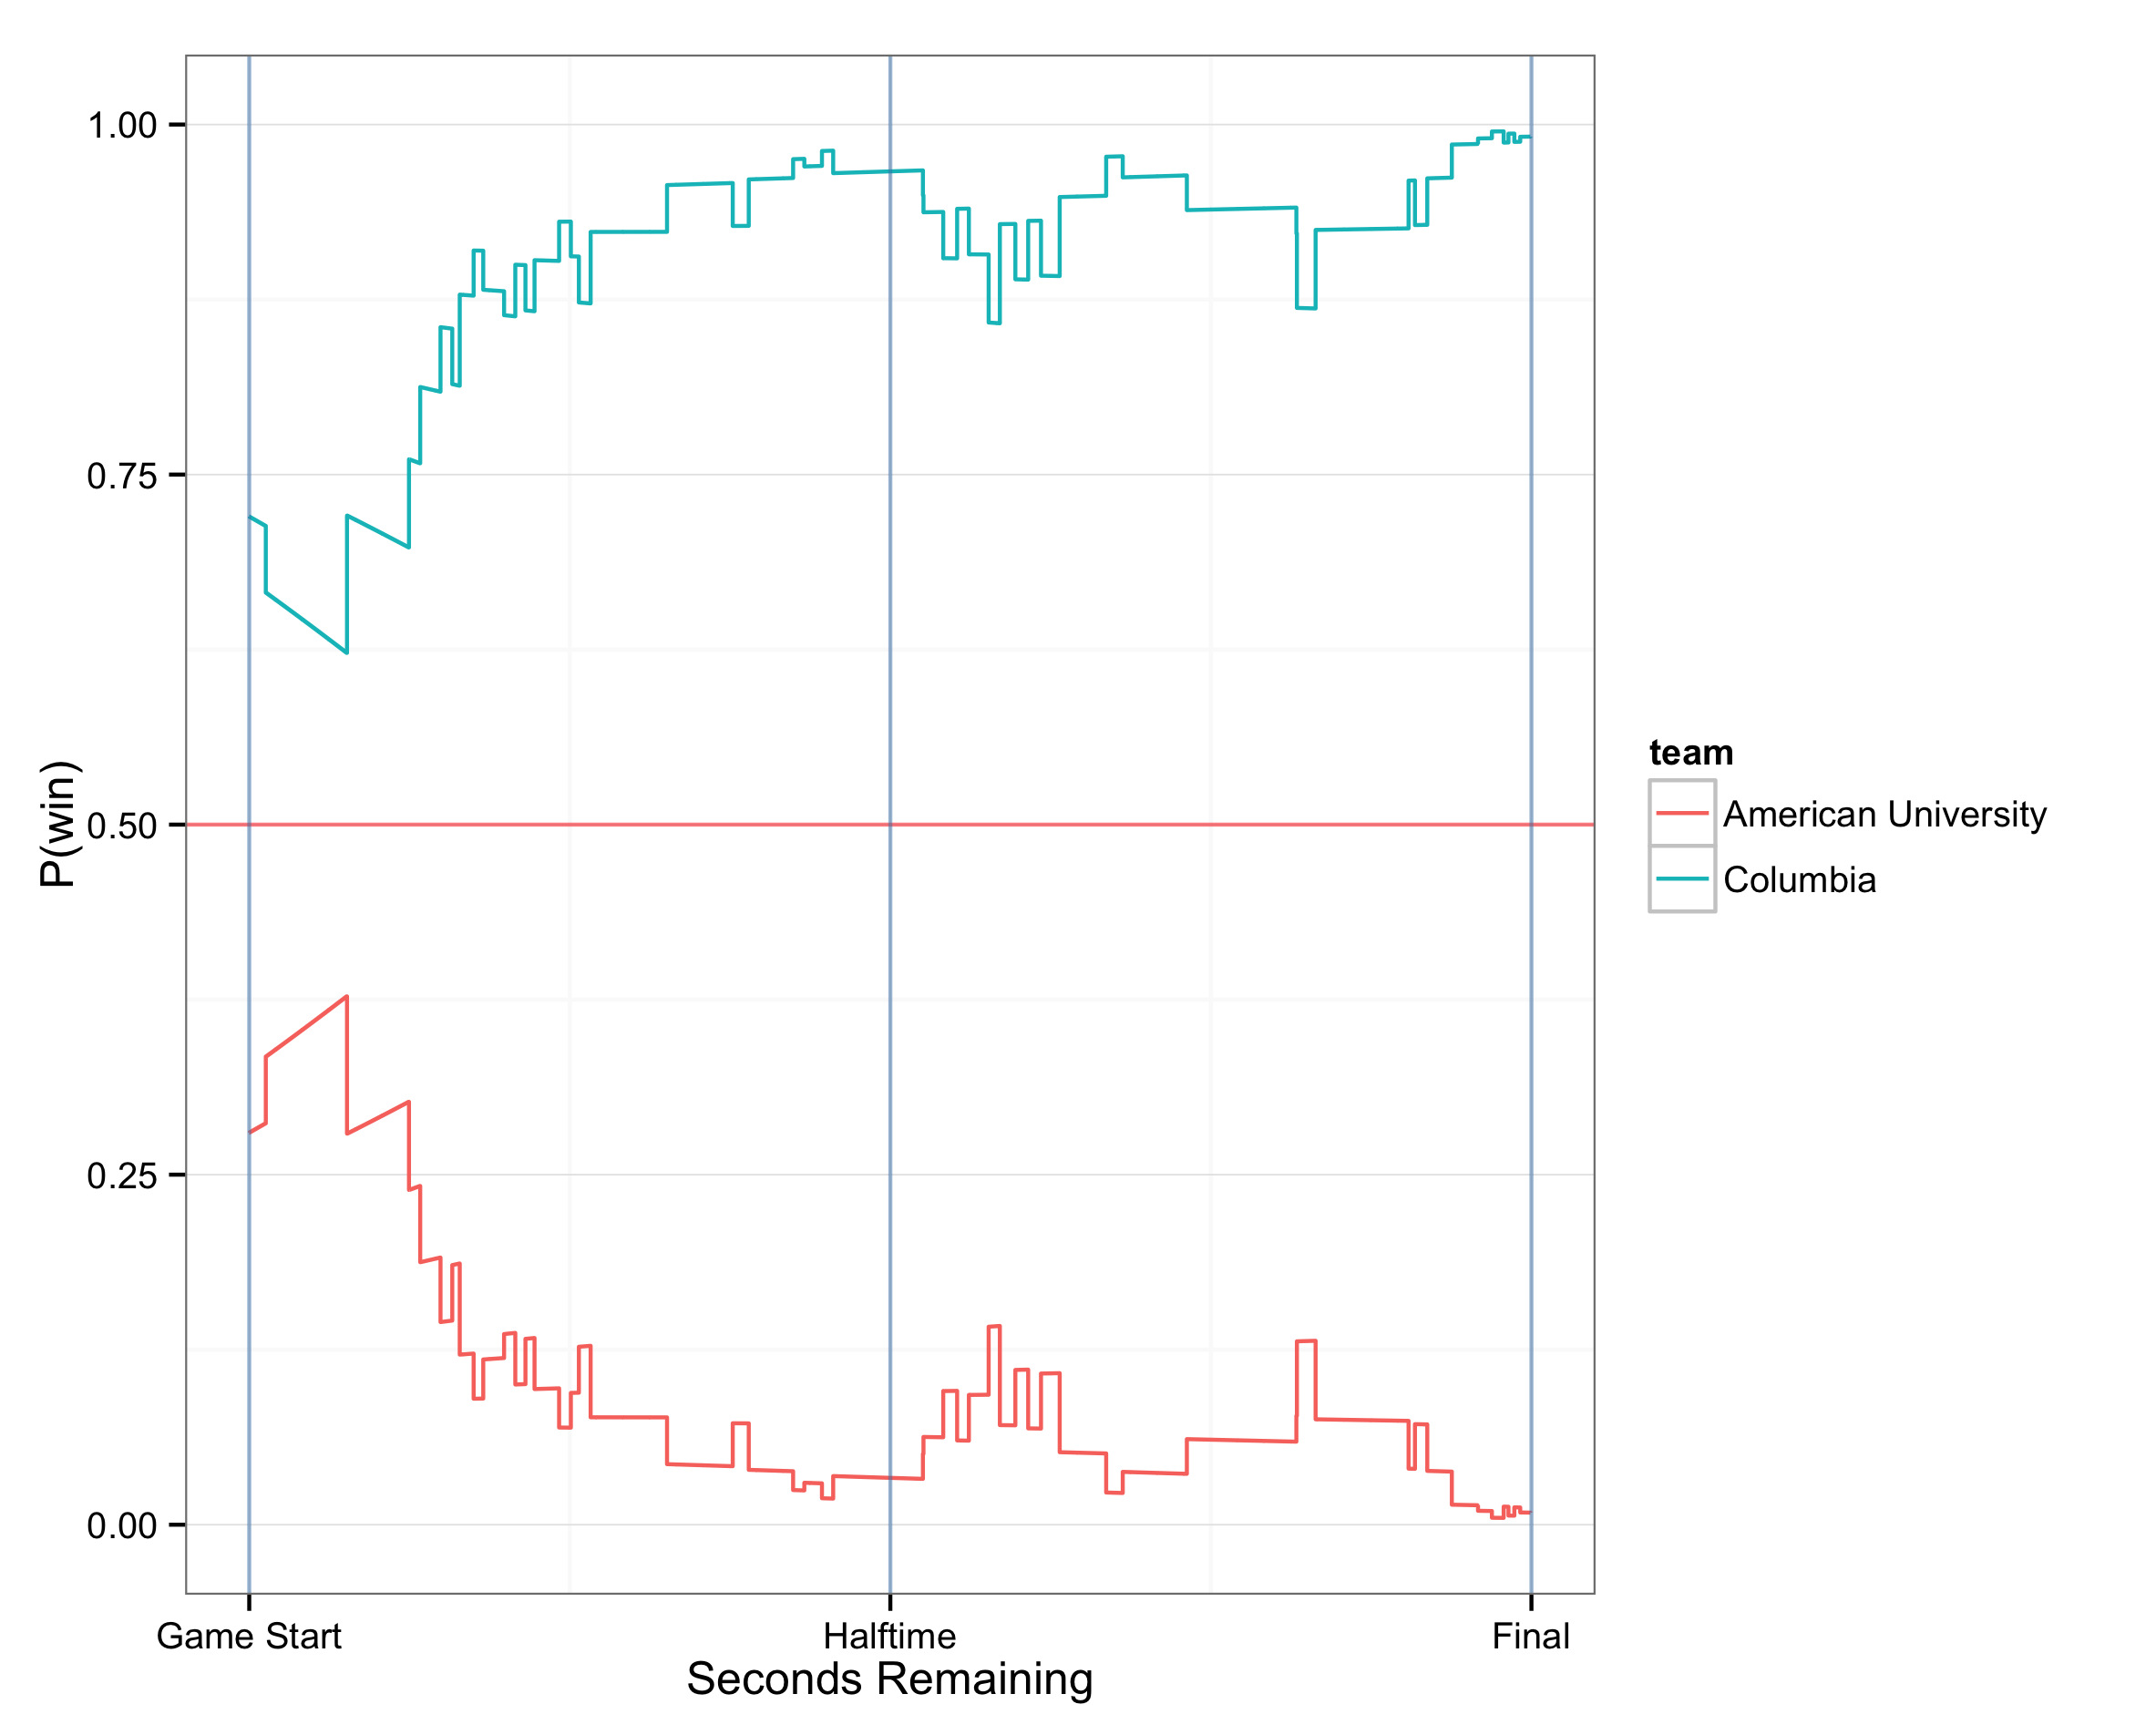 P(win)
1.00
0.75
0.50
0.25
0.00
Game Start
Halftime
Final
Seconds Remaining
team
American University
Columbia